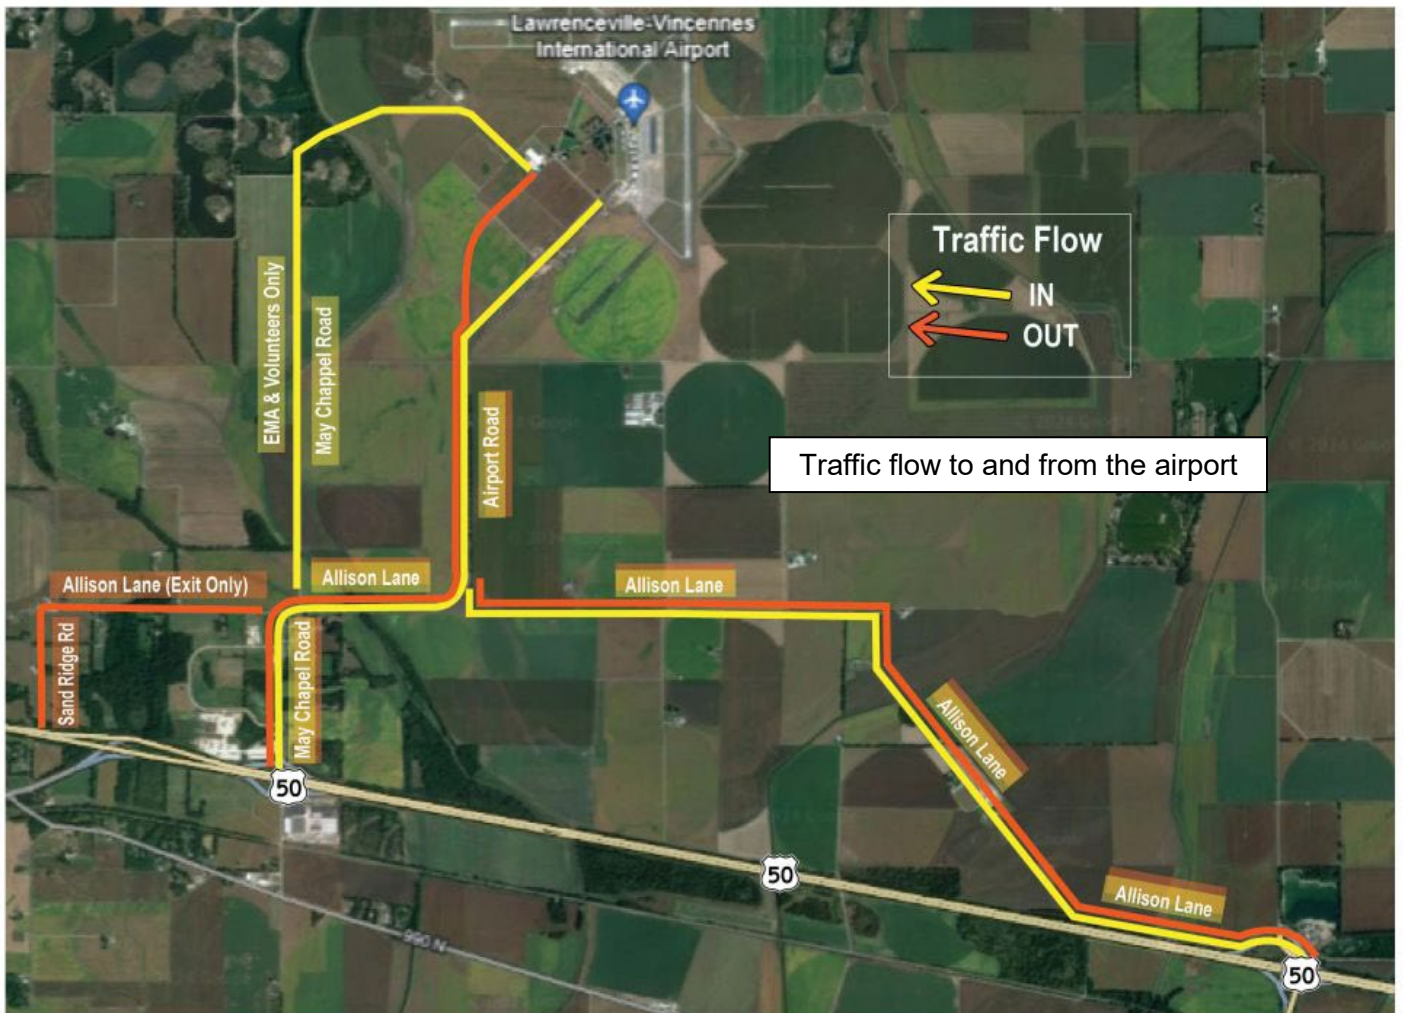 Lawrenceville-Vincennes
International Airport
Traffic Flow
IN
OUT
EMA & Volunteers Only
May Chappel Road
Airport Road
Traffic flow to and from the airport
Allison Lane (Exit Only)
Allison Lane
Allison Lane
Sand Ridge Rd
May Chapel Road
Allison Lane
50
50
Allison Lane
990 N
50